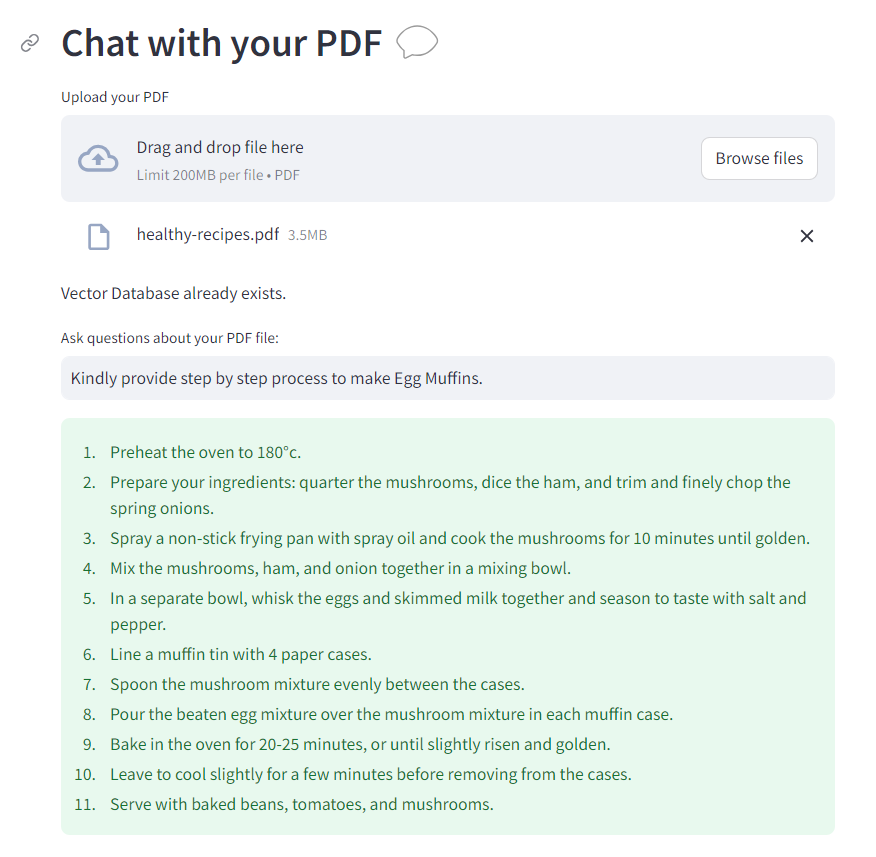 Chat with your PDF
Upload your PDF
Drag and drop file here
Limit 200MB per file • PDF
Browse files
healthy-recipes.pdf 3.5MB
Vector Database already exists.
Ask questions about your PDF file:
Kindly provide step by step process to make Egg Muffins.
1. Preheat the oven to 180°c.
2. Prepare your ingredients: quarter the mushrooms, dice the ham, and trim and finely chop the
spring onions.
3. Spray a non-stick frying pan with spray oil and cook the mushrooms for 10 minutes until golden.
4. Mix the mushrooms, ham, and onion together in a mixing bowl.
5. In a separate bowl, whisk the eggs and skimmed milk together and season to taste with salt and
pepper.
6. Line a muffin tin with 4 paper cases.
7. Spoon the mushroom mixture evenly between the cases.
8. Pour the beaten egg mixture over the mushroom mixture in each muffin case.
9. Bake in the oven for 20-25 minutes, or until slightly risen and golden.
10. Leave to cool slightly for a few minutes before removing from the cases.
11. Serve with baked beans, tomatoes, and mushrooms.